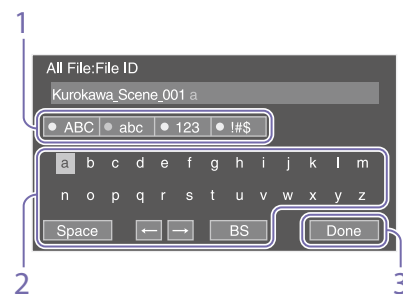 1
All File:File ID
Kurokawa_Scene_001 a
ABC abc 123 !#$
a b c d e f g h i j k l m
n o p q r s t u v w x y z
Space ← → BS Done
2 3